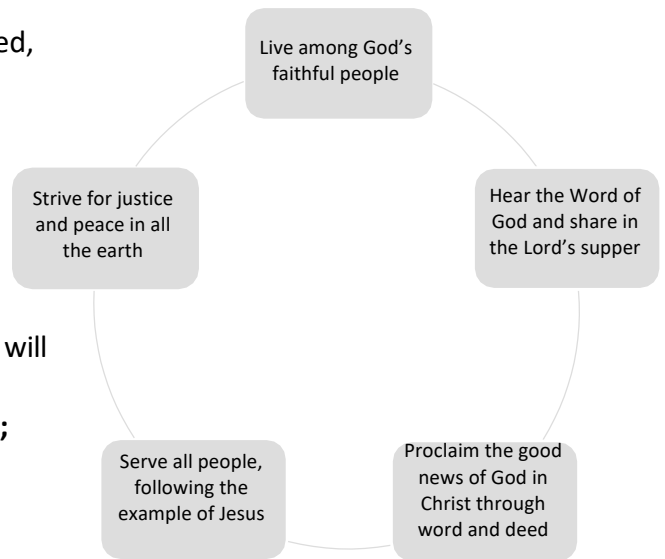 ed,
will
;
Live among God’s
faithful people
Hear the Word of
God and share in
the Lord’s supper
Proclaim the good
news of God in
Christ through
word and deed
Serve all people,
following the
example of Jesus
Strive for justice
and peace in all
the earth